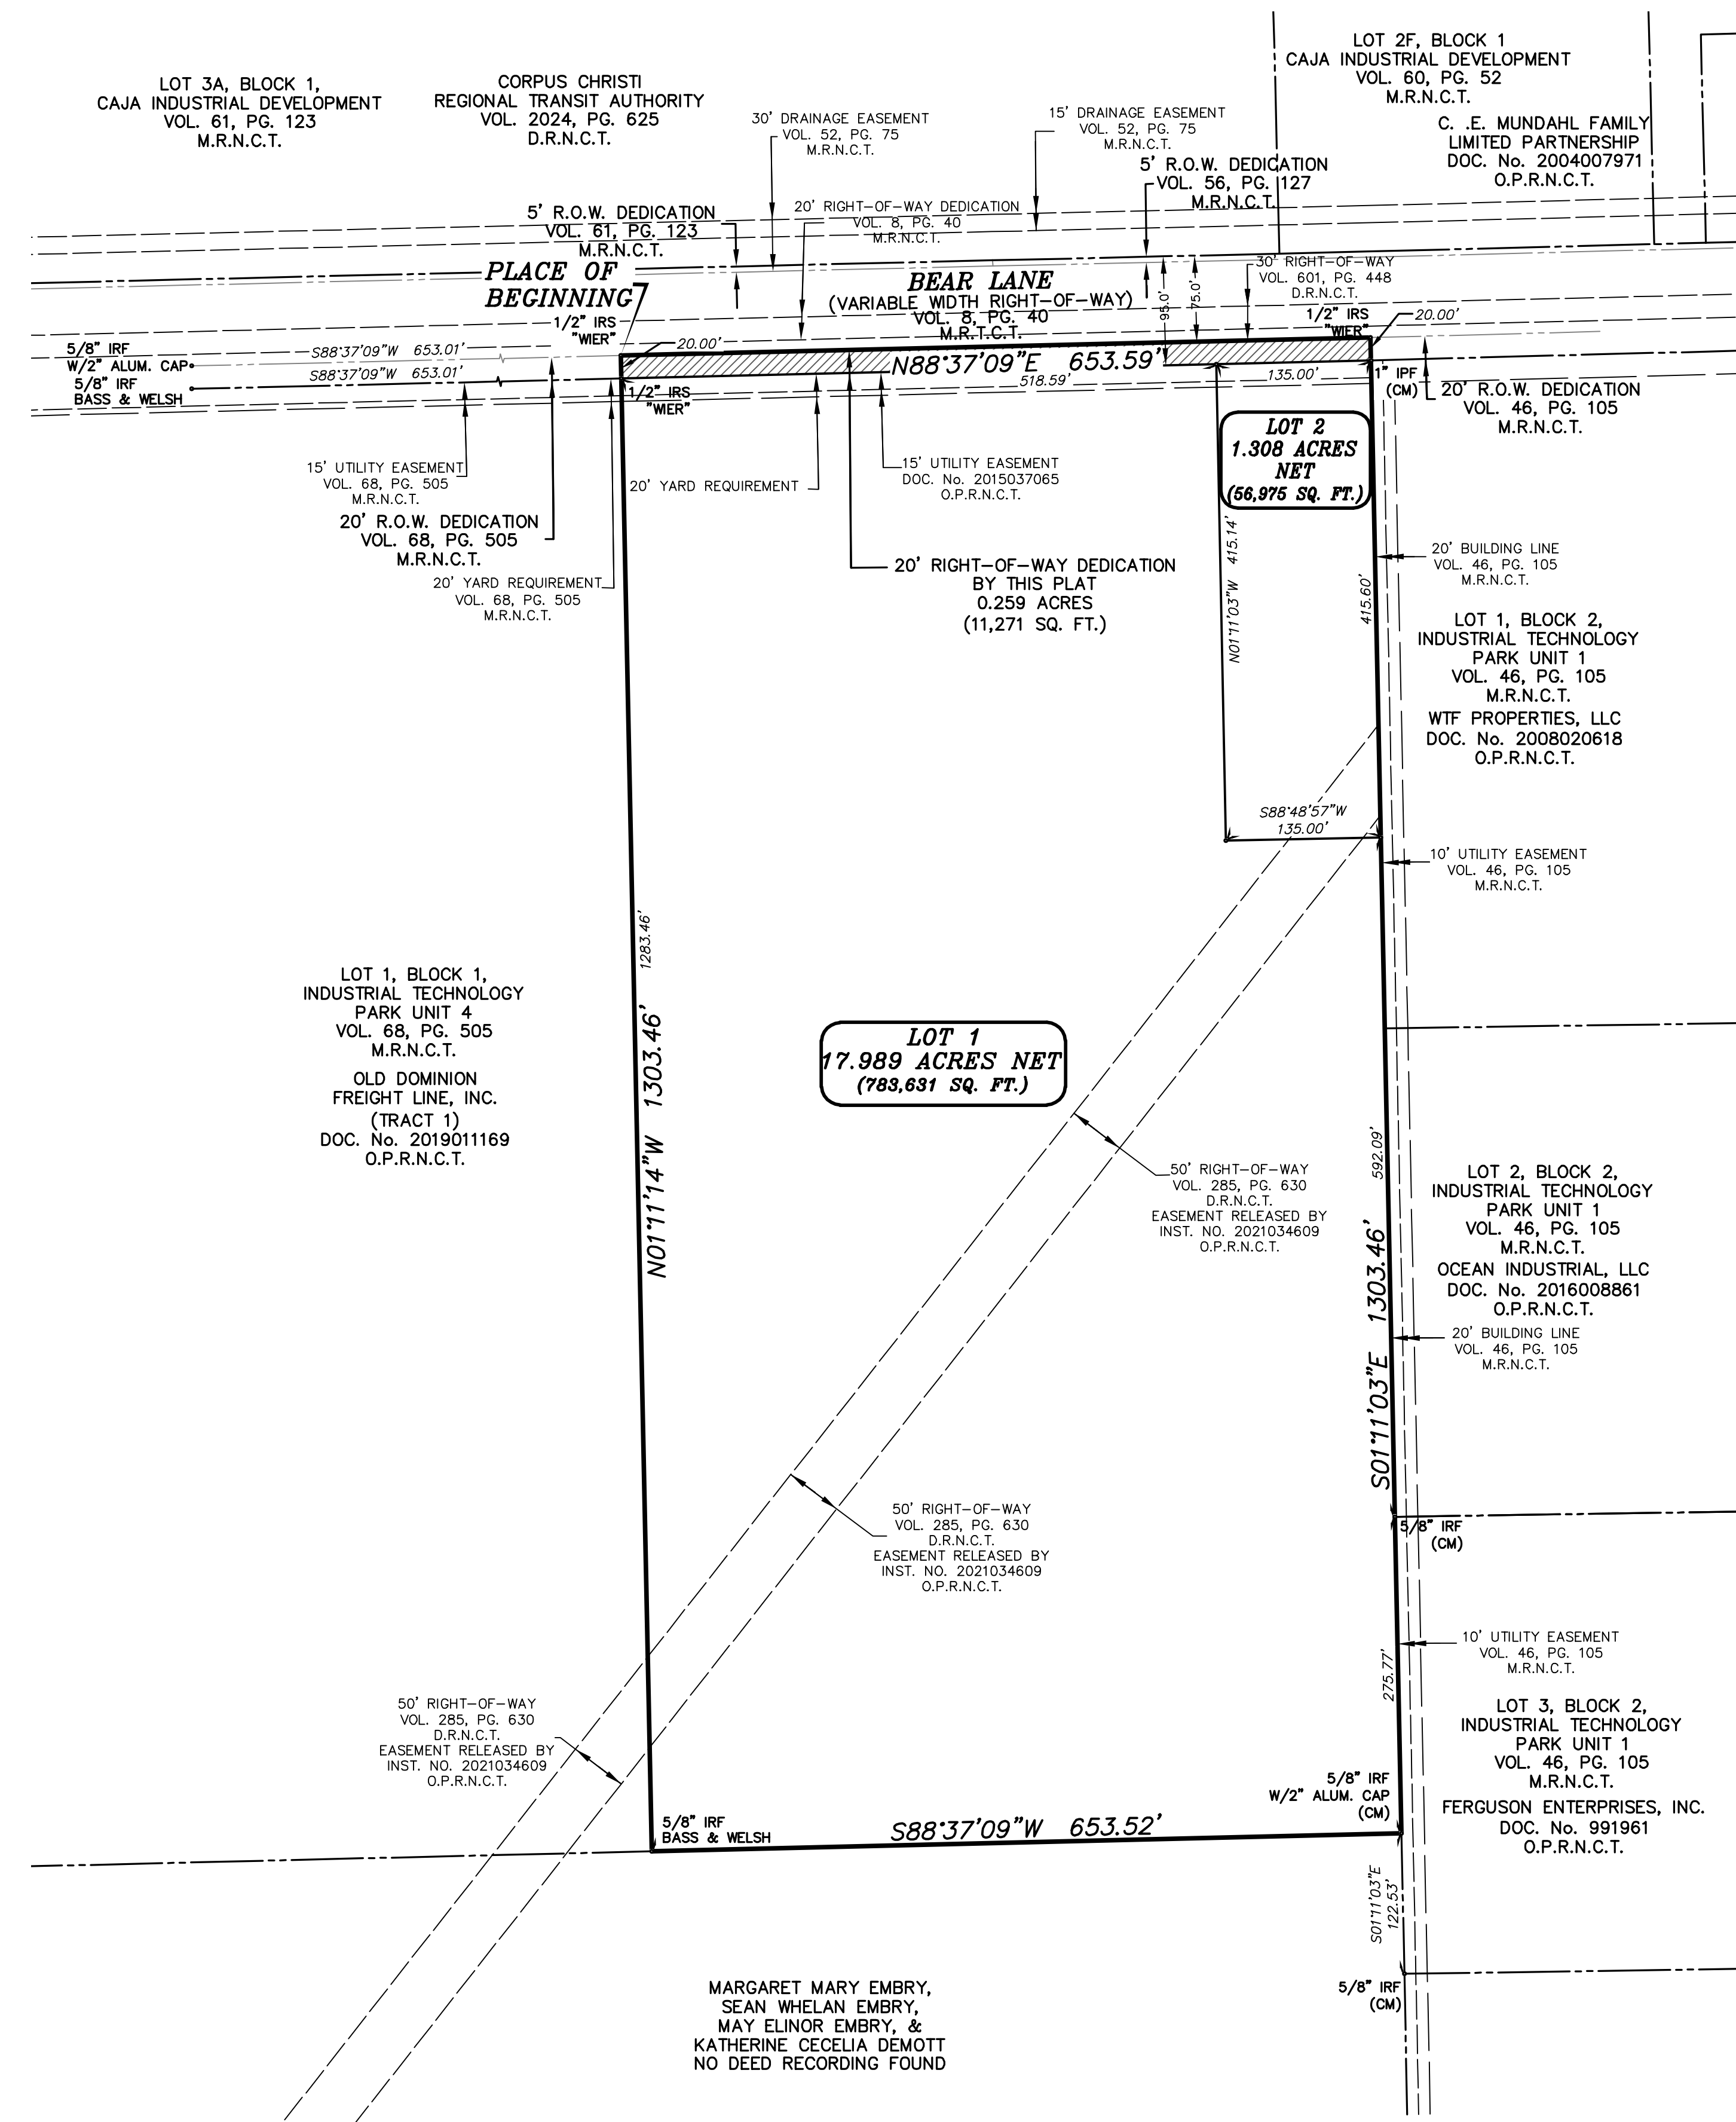 LOT 3A, BLOCK 1,
CAJA INDUSTRIAL DEVELOPMENT
VOL. 61, PG. 123
M.R.N.C.T.
CORPUS CHRISTI
REGIONAL TRANSIT AUTHORITY
VOL. 2024, PG. 625
D.R.N.C.T.
30' DRAINAGE EASEMENT
VOL. 52, PG. 75
M.R.N.C.T.
15' DRAINAGE EASEMENT
VOL. 52, PG. 75
M.R.N.C.T.
LOT 2F, BLOCK 1
CAJA INDUSTRIAL DEVELOPMENT
VOL. 60, PG. 52
M.R.N.C.T.
C. .E. MUNDAHL FAMILY
LIMITED PARTNERSHIP
DOC. No. 2004007971
O.P.R.N.C.T.
5' R.O.W. DEDICATION
VOL. 56, PG. 127
M.R.N.C.T.
5' R.O.W. DEDICATION
VOL. 61, PG. 123
M.R.N.C.T.
20' RIGHT-OF-WAY DEDICATION
VOL. 8, PG. 40
M.R.N.C.T.
PLACE OF
BEGINNING
BEAR LANE
(VARIABLE WIDTH RIGHT-OF-WAY)
VOL. 8, PG. 40
M.R.T.C.T.
95.0'
75.0'
30' RIGHT-OF-WAY
VOL. 601, PG. 448
D.R.N.C.T.
1/2" IRS
"WIER"
1/2" IRS
"WIER"
20.00'
20.00'
5/8" IRF
W/2" ALUM. CAP
5/8" IRF
BASS & WELSH
S88°37'09"W 653.01'
S88°37'09"W 653.01'
N88°37'09"E 653.59'
518.59'
135.00'
1/2" IRS
"WIER"
1" IPF
(CM)
20' R.O.W. DEDICATION
VOL. 46, PG. 105
M.R.N.C.T.
LOT 2
1.308 ACRES
NET
(56,975 SQ. FT.)
15' UTILITY EASEMENT
VOL. 68, PG. 505
M.R.N.C.T.
20' R.O.W. DEDICATION
VOL. 68, PG. 505
M.R.N.C.T.
20' YARD REQUIREMENT
VOL. 68, PG. 505
M.R.N.C.T.
20' YARD REQUIREMENT
15' UTILITY EASEMENT
DOC. No. 2015037065
O.P.R.N.C.T.
20' RIGHT-OF-WAY DEDICATION
BY THIS PLAT
0.259 ACRES
(11,271 SQ. FT.)
N01°11'03"W 415.14'
415.60'
20' BUILDING LINE
VOL. 46, PG. 105
M.R.N.C.T.
LOT 1, BLOCK 2,
INDUSTRIAL TECHNOLOGY
PARK UNIT 1
VOL. 46, PG. 105
M.R.N.C.T.
WTF PROPERTIES, LLC
DOC. No. 2008020618
O.P.R.N.C.T.
S88°48'57"W
135.00'
10' UTILITY EASEMENT
VOL. 46, PG. 105
M.R.N.C.T.
1283.46'
N01°11'14"W 1303.46'
LOT 1, BLOCK 1,
INDUSTRIAL TECHNOLOGY
PARK UNIT 4
VOL. 68, PG. 505
M.R.N.C.T.
OLD DOMINION
FREIGHT LINE, INC.
(TRACT 1)
DOC. No. 2019011169
O.P.R.N.C.T.
LOT 1
17.989 ACRES NET
(783,631 SQ. FT.)
50' RIGHT-OF-WAY
VOL. 285, PG. 630
D.R.N.C.T.
EASEMENT RELEASED BY
INST. NO. 2021034609
O.P.R.N.C.T.
592.09'
S01°11'03"E 1303.46'
LOT 2, BLOCK 2,
INDUSTRIAL TECHNOLOGY
PARK UNIT 1
VOL. 46, PG. 105
M.R.N.C.T.
OCEAN INDUSTRIAL, LLC
DOC. No. 2016008861
O.P.R.N.C.T.
20' BUILDING LINE
VOL. 46, PG. 105
M.R.N.C.T.
50' RIGHT-OF-WAY
VOL. 285, PG. 630
D.R.N.C.T.
EASEMENT RELEASED BY
INST. NO. 2021034609
O.P.R.N.C.T.
5/8" IRF
(CM)
10' UTILITY EASEMENT
VOL. 46, PG. 105
M.R.N.C.T.
275.77'
50' RIGHT-OF-WAY
VOL. 285, PG. 630
D.R.N.C.T.
EASEMENT RELEASED BY
INST. NO. 2021034609
O.P.R.N.C.T.
LOT 3, BLOCK 2,
INDUSTRIAL TECHNOLOGY
PARK UNIT 1
VOL. 46, PG. 105
M.R.N.C.T.
FERGUSON ENTERPRISES, INC.
DOC. No. 991961
O.P.R.N.C.T.
5/8" IRF
W/2" ALUM. CAP
(CM)
5/8" IRF
BASS & WELSH
S88°37'09"W 653.52'
S01°11'03"E
122.53'
5/8" IRF
(CM)
MARGARET MARY EMBRY,
SEAN WHELAN EMBRY,
MAY ELINOR EMBRY, &
KATHERINE CECELIA DEMOTT
NO DEED RECORDING FOUND